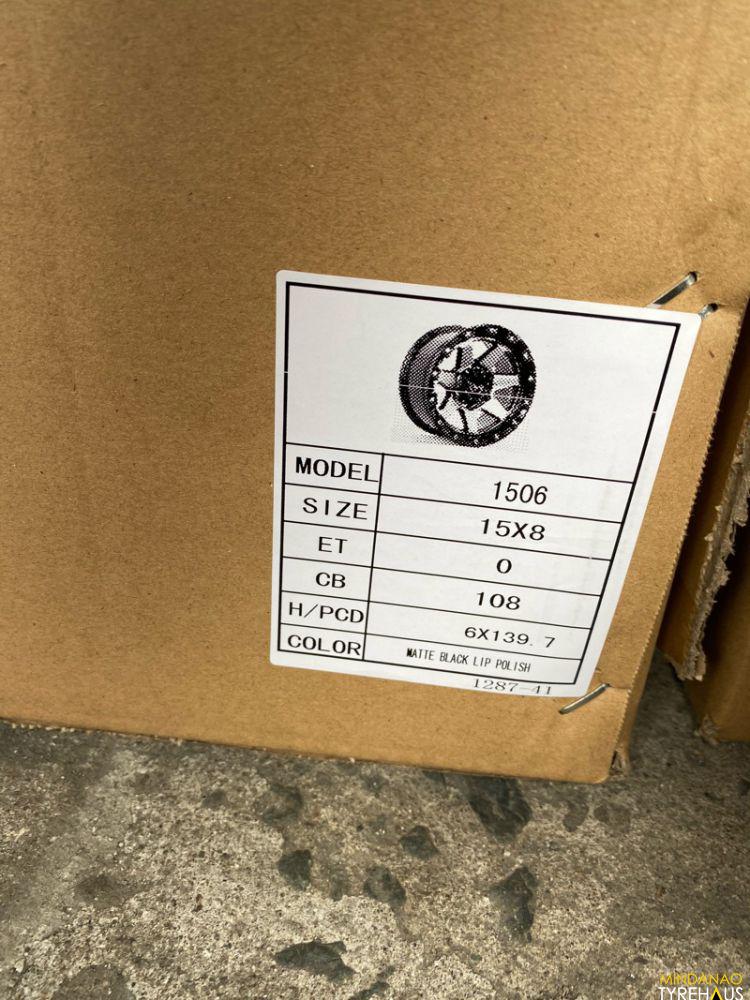 MODEL 1506
SIZE 15X8
ET 0
CB 108
H/PCD 6X139.7
COLOR MATTE BLACK LIP POLISH
1287-41
MINDANAO
TYREHAUS